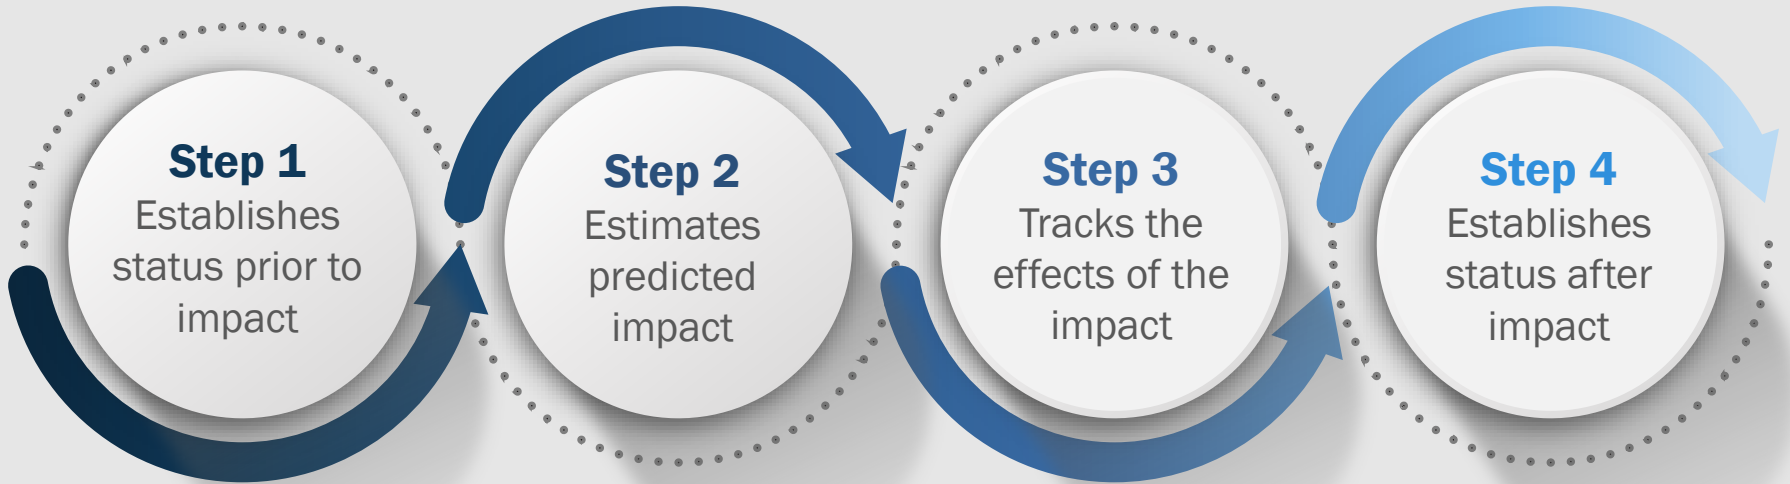 Step 1
Establishes
status prior to
impact
Step 2
Estimates
predicted
impact
Step 3
Tracks the
effects of the
impact
Step 4
Establishes
status after
impact